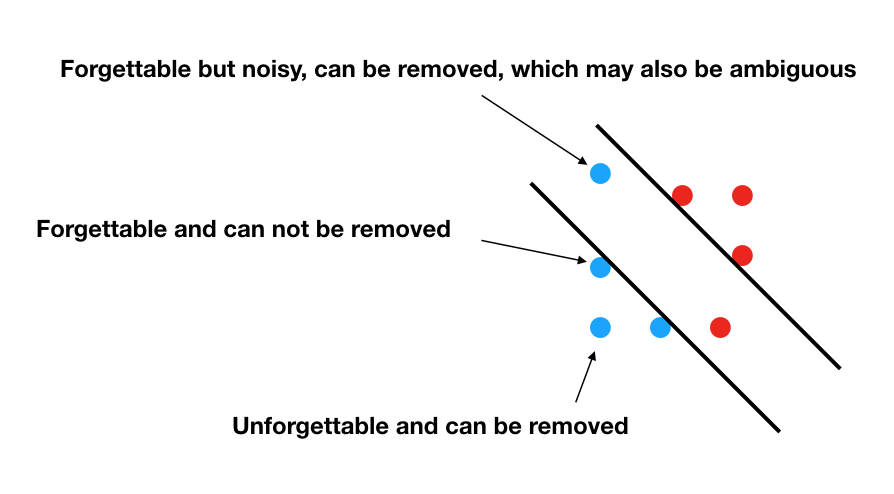 Forgettable but noisy, can be removed, which may also be ambiguous
Forgettable and can not be removed
Unforgettable and can be removed